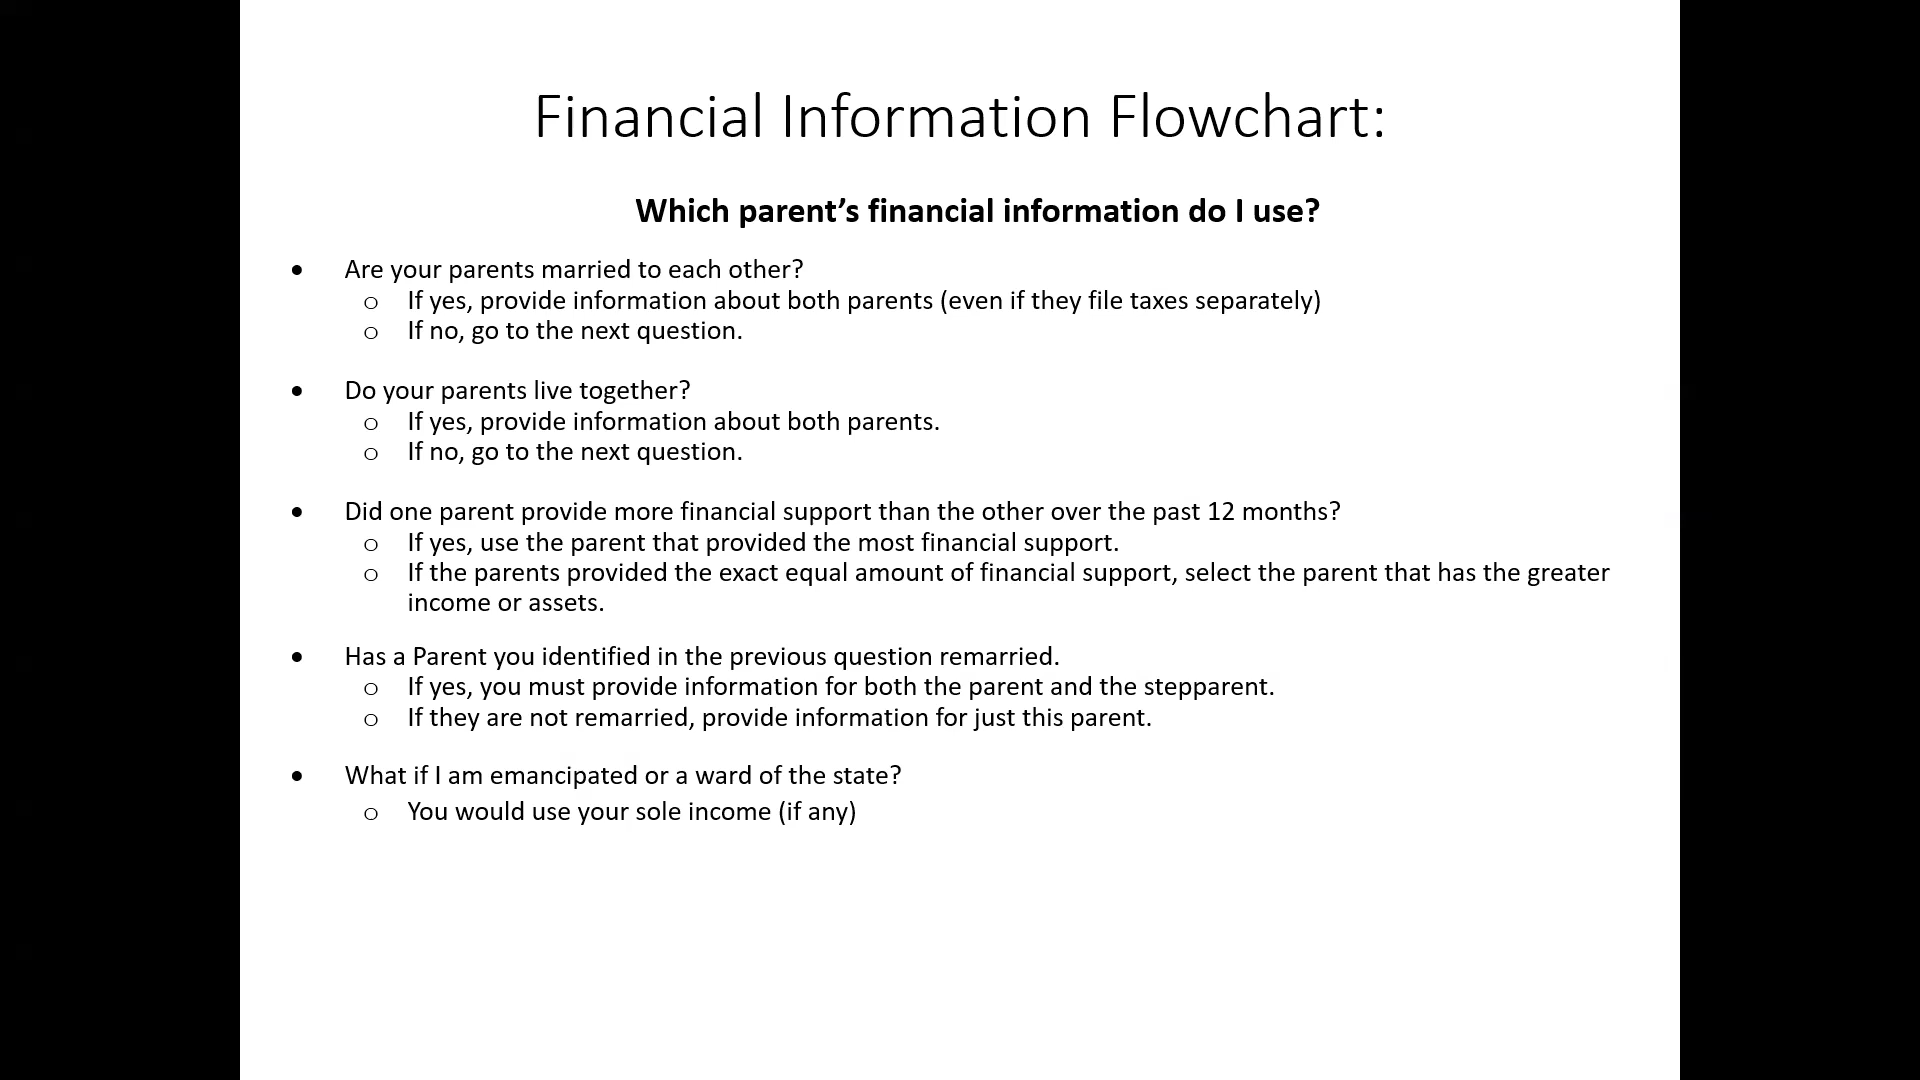 Financial Information Flowchart:
Which parent’s financial information do I use?
• Are your parents married to each other?
o If yes, provide information about both parents (even if they file taxes separately)
o If no, go to the next question.
• Do your parents live together?
o If yes, provide information about both parents.
o If no, go to the next question.
• Did one parent provide more financial support than the other over the past 12 months?
o If yes, use the parent that provided the most financial support.
o If the parents provided the exact equal amount of financial support, select the parent that has the greater
income or assets.
• Has a Parent you identified in the previous question remarried.
o If yes, you must provide information for both the parent and the stepparent.
o If they are not remarried, provide information for just this parent.
• What if I am emancipated or a ward of the state?
o You would use your sole income (if any)